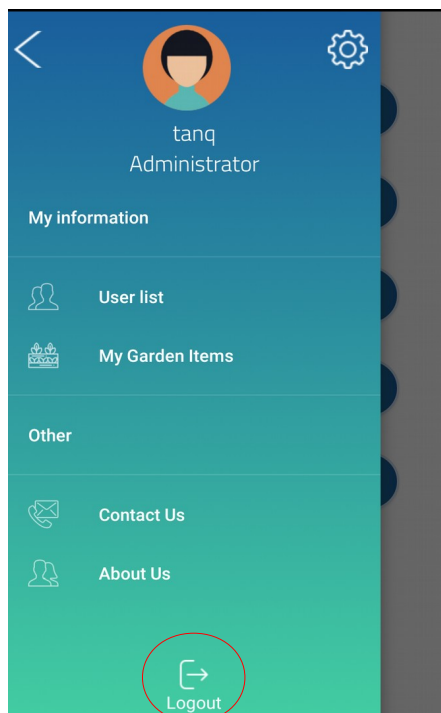 tanq
Administrator
My information
User list
My Garden Items
Other
Contact Us
About Us
Logout